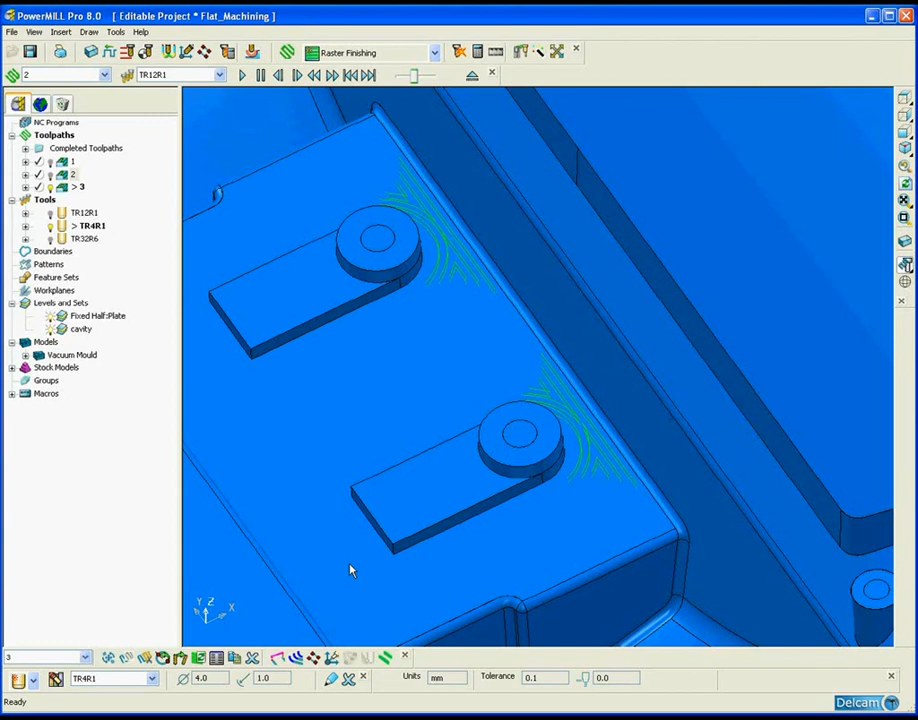 PowerMILL Pro 8.0    [ Editable Project * Flat_Machining ]
File View Insert Draw Tools Help
Raster Finishing
2 TR12R1
NC Programs
Toolpaths
Completed Toolpaths
1
2
> 3
Tools
TR12R1
> TR4R1
TR32R6
Boundaries
Patterns
Feature Sets
Workplanes
Levels and Sets
Fixed Half:Plate
cavity
Models
Vacuum Mould
Stock Models
Groups
Macros
Y Z
X
3
TR4R1 4.0 1.0 Units mm Tolerance 0.1 0.0
Ready
Delcam